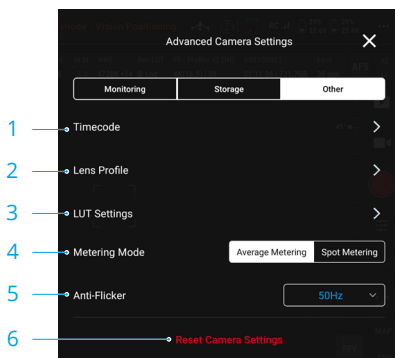 Advanced Camera Settings
Monitoring Storage Other
1 Timecode
2 Lens Profile
3 LUT Settings
4 Metering Mode Average Metering Spot Metering
5 Anti-Flicker 50Hz
6 Reset Camera Settings